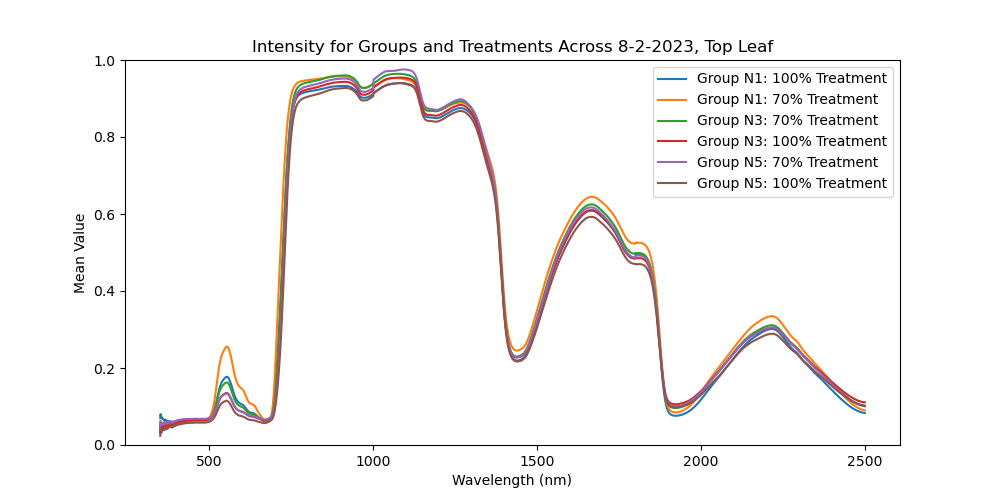 Intensity for Groups and Treatments Across 8-2-2023, Top Leaf
Group N1: 100% Treatment
Group N1: 70% Treatment
Group N3: 70% Treatment
Group N3: 100% Treatment
Group N5: 70% Treatment
Group N5: 100% Treatment
Mean Value
1.0
0.8
0.6
0.4
0.2
0.0
500
1000
1500
2000
2500
Wavelength (nm)